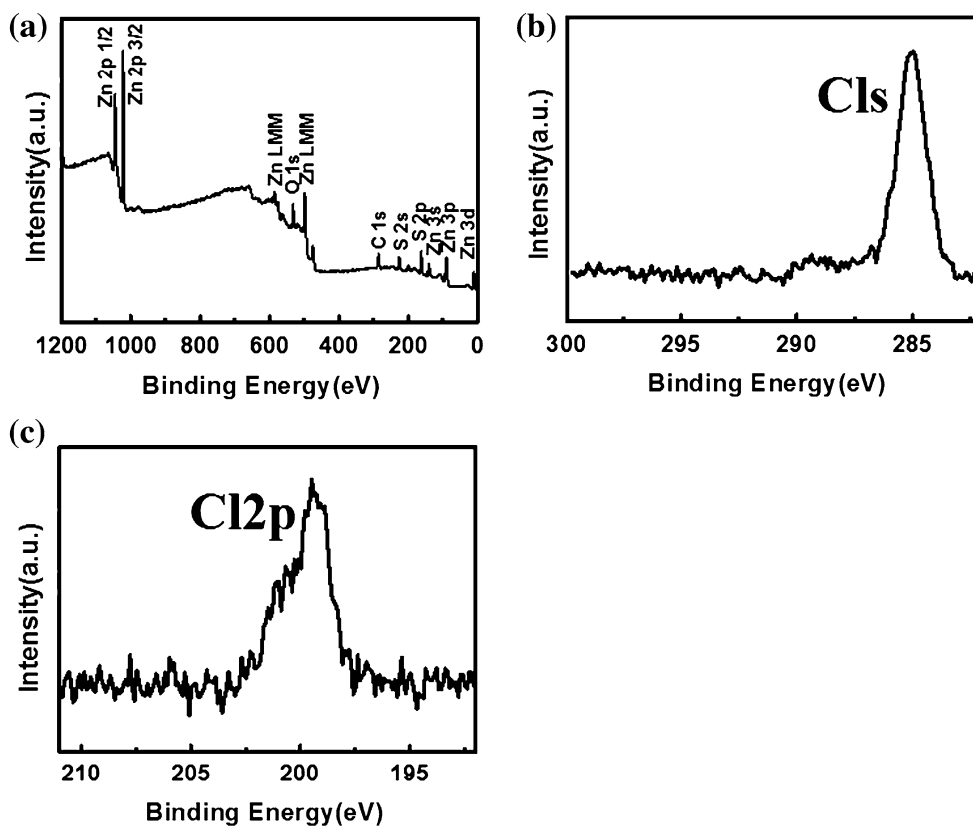 (a)
Zn 2p 1/2
Zn 2p 3/2
Zn LMM
O 1s
Zn LMM
C 1s
S 2s
S 2p
Zn 3s
Zn 3p
Zn 3d
Intensity(a.u.)
1200 1000 800 600 400 200 0
Binding Energy(eV)
(b)
Cls
Intensity(a.u.)
300 295 290 285
Binding Energy(eV)
(c)
Cl2p
Intensity(a.u.)
210 205 200 195
Binding Energy(eV)